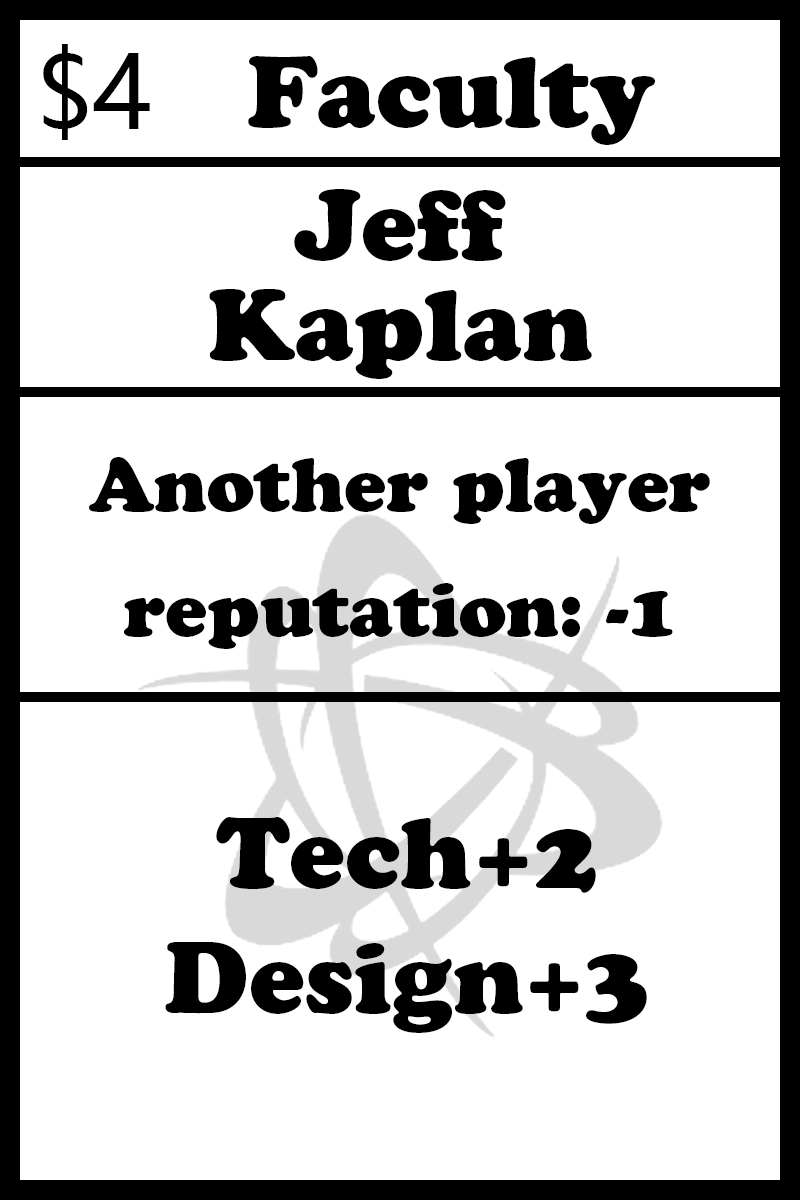 $4 Faculty
Jeff
Kaplan
Another player
reputation: -1
Tech+2
Design+3